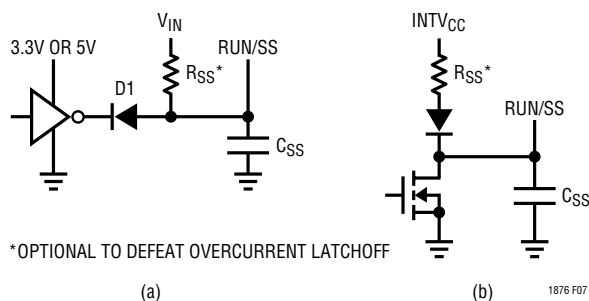 V_IN
3.3V OR 5V
R_SS*
RUN/SS
D1
C_SS
INTV_CC
R_SS*
RUN/SS
C_SS
*OPTIONAL TO DEFEAT OVERCURRENT LATCHOFF
(a)
(b)
1876 F07